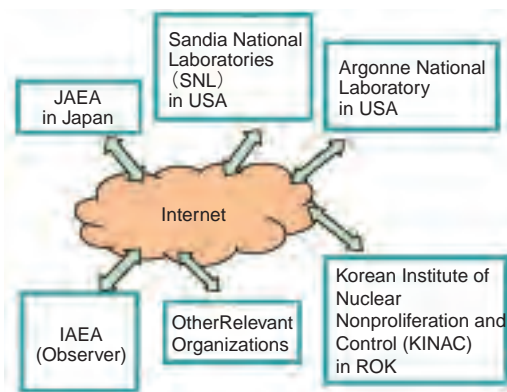 Sandia National
Laboratories
(SNL)
in USA
Argonne National
Laboratory
in USA
JAEA
in Japan
Internet
Korean Institute of
Nuclear
Nonproliferation and
Control (KINAC)
in ROK
IAEA
(Observer)
OtherRelevant
Organizations